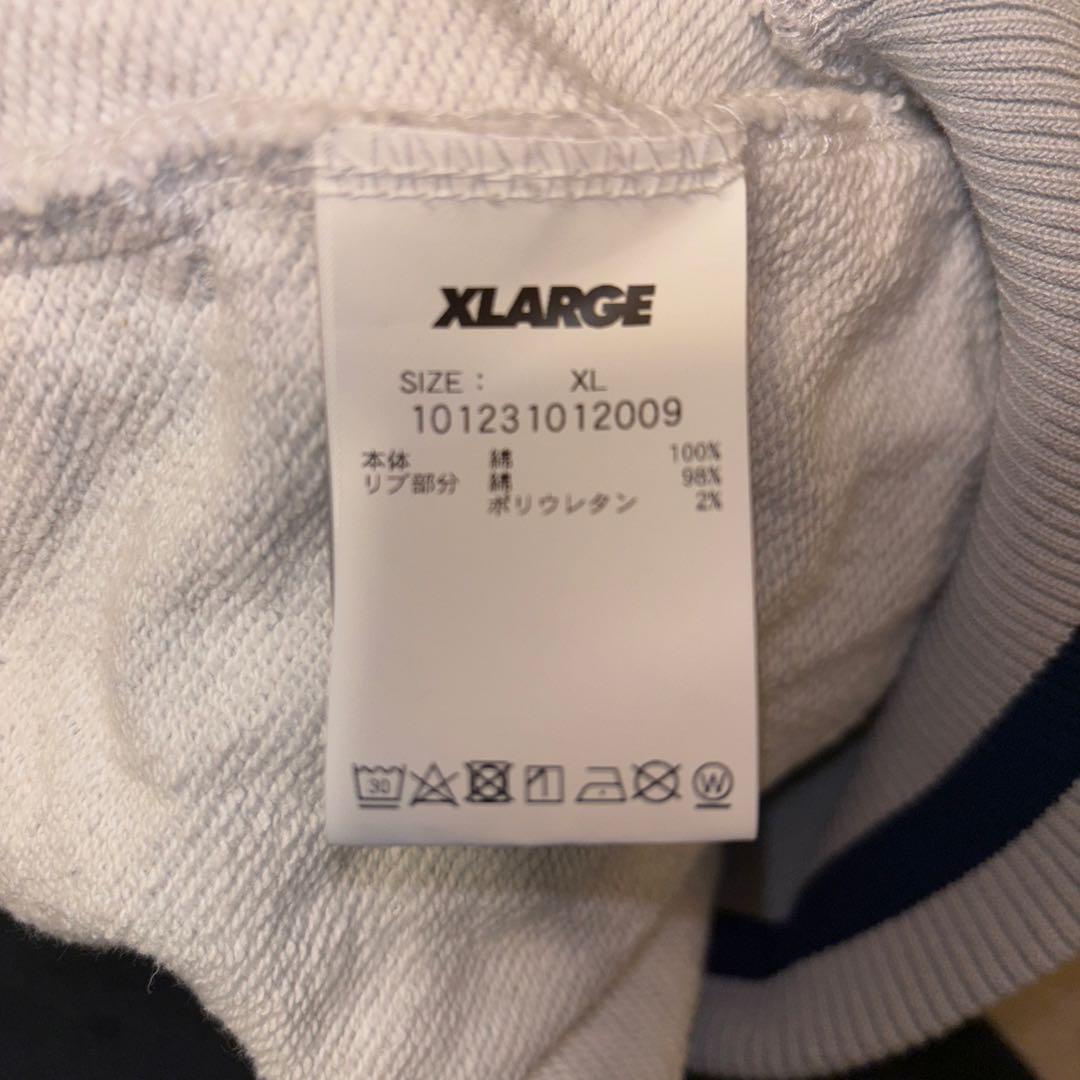 XLARGE
SIZE : XL
101231012009
本体 綿 100%
リブ部分 綿 98%
ポリウレタン 2%
30
W